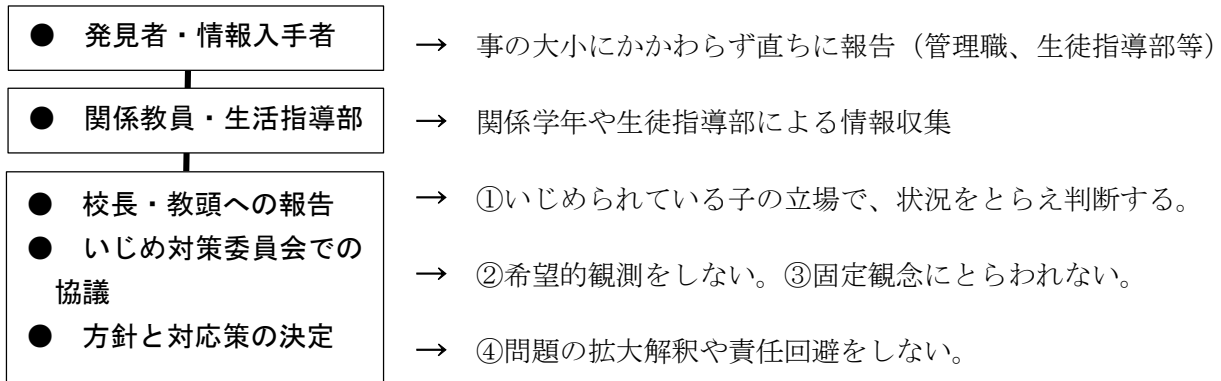 ● 発見者・情報入手者
→ 事の大小にかかわらず直ちに報告（管理職、生徒指導部等）
● 関係教員・生活指導部
→ 関係学年や生徒指導部による情報収集
● 校長・教頭への報告
● いじめ対策委員会での
協議
● 方針と対応策の決定
→ ①いじめられている子の立場で、状況をとらえ判断する。
→ ②希望的観測をしない。③固定観念にとらわれない。
→ ④問題の拡大解釈や責任回避をしない。